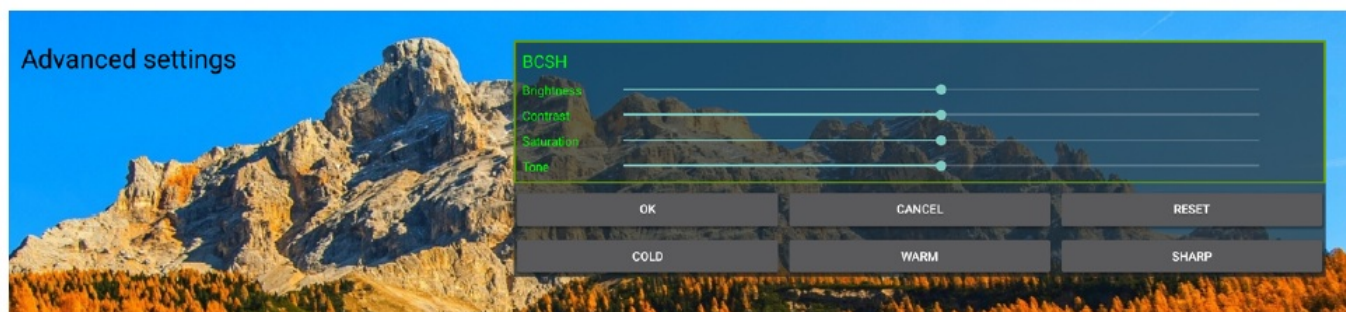 Advanced settings
BCSH
Brightness
Contrast
Saturation
Tone
OK CANCEL RESET
COLD WARM SHARP